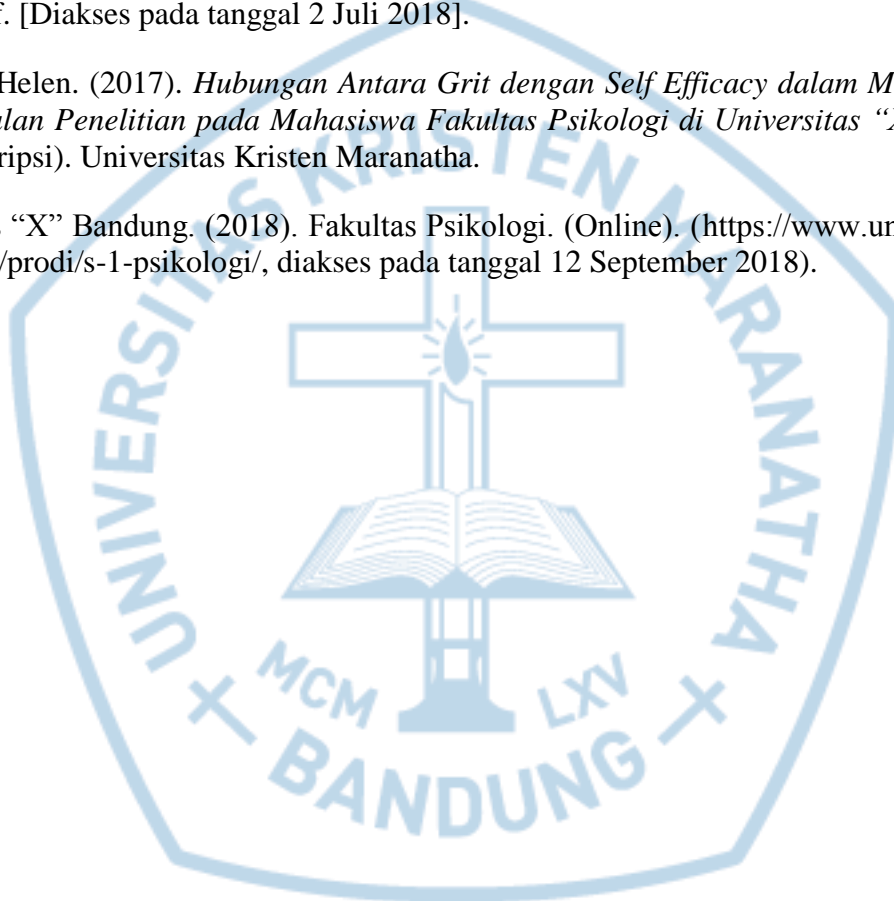 f. [Diakses pada tanggal 2 Juli 2018].
Helen. (2017). Hubungan Antara Grit dengan Self Efficacy dalam M
lan Penelitian pada Mahasiswa Fakultas Psikologi di Universitas “X
ripsi). Universitas Kristen Maranatha.
“X” Bandung. (2018). Fakultas Psikologi. (Online). (https://www.un
/prodi/s-1-psikologi/, diakses pada tanggal 12 September 2018).
UNIVERSITAS KRISTEN MARANATHA
MCM LXV
BANDUNG